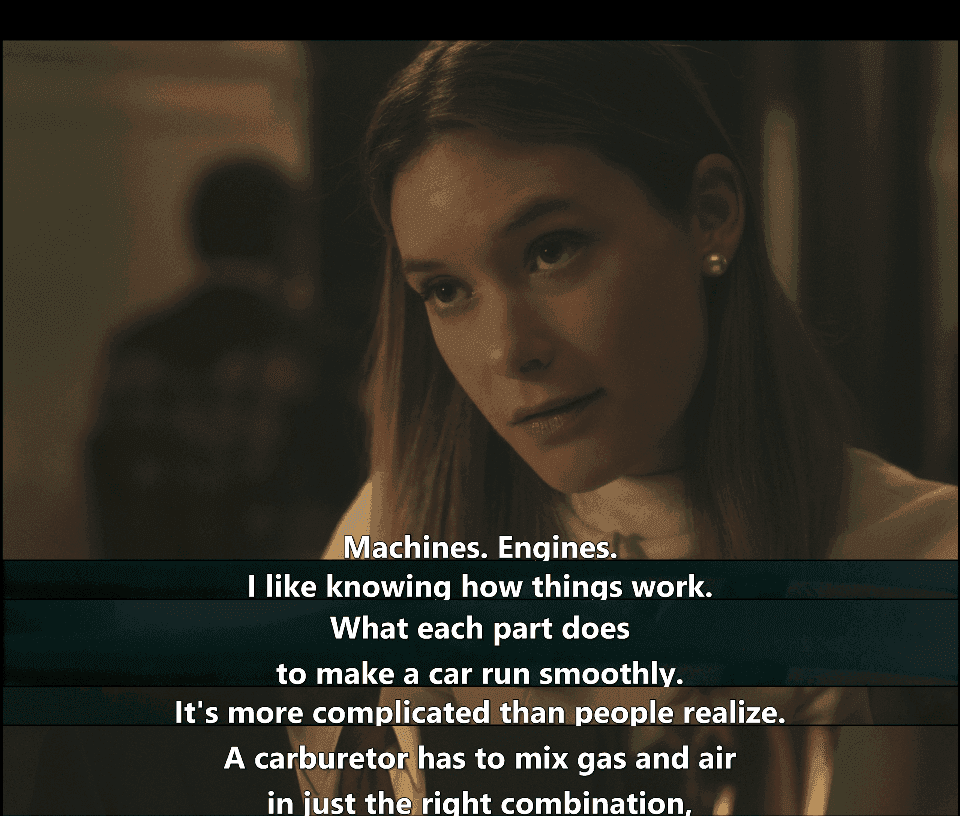 Machines. Engines.
I like knowing how things work.
What each part does
to make a car run smoothly.
It's more complicated than people realize.
A carburetor has to mix gas and air
in just the right combination,